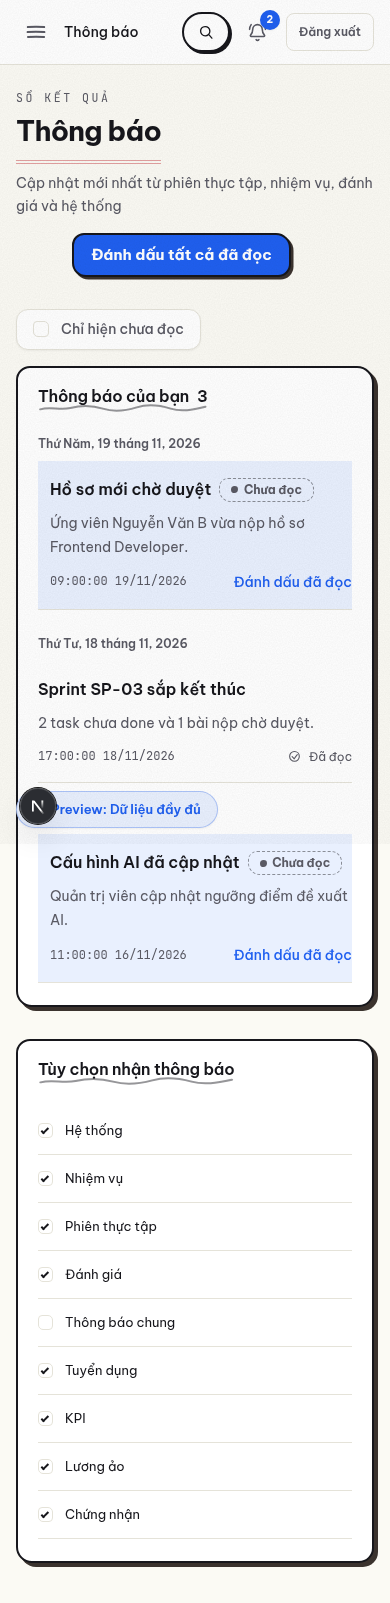 Thông báo
2
Đăng xuất
SỔ KẾT QUẢ
Thông báo
Cập nhật mới nhất từ phiên thực tập, nhiệm vụ, đánh
giá và hệ thống
Đánh dấu tất cả đã đọc
Chỉ hiện chưa đọc
Thông báo của bạn 3
Thứ Năm, 19 tháng 11, 2026
Hồ sơ mới chờ duyệt
Chưa đọc
Ứng viên Nguyễn Văn B vừa nộp hồ sơ
Frontend Developer.
09:00:00 19/11/2026
Đánh dấu đã đọc
Thứ Tư, 18 tháng 11, 2026
Sprint SP-03 sắp kết thúc
2 task chưa done và 1 bài nộp chờ duyệt.
17:00:00 18/11/2026
Đã đọc
N
Preview: Dữ liệu đầy đủ
Cấu hình AI đã cập nhật
Chưa đọc
Quản trị viên cập nhật ngưỡng điểm đề xuất
AI.
11:00:00 16/11/2026
Đánh dấu đã đọc
Tùy chọn nhận thông báo
Hệ thống
Nhiệm vụ
Phiên thực tập
Đánh giá
Thông báo chung
Tuyển dụng
KPI
Lương ảo
Chứng nhận